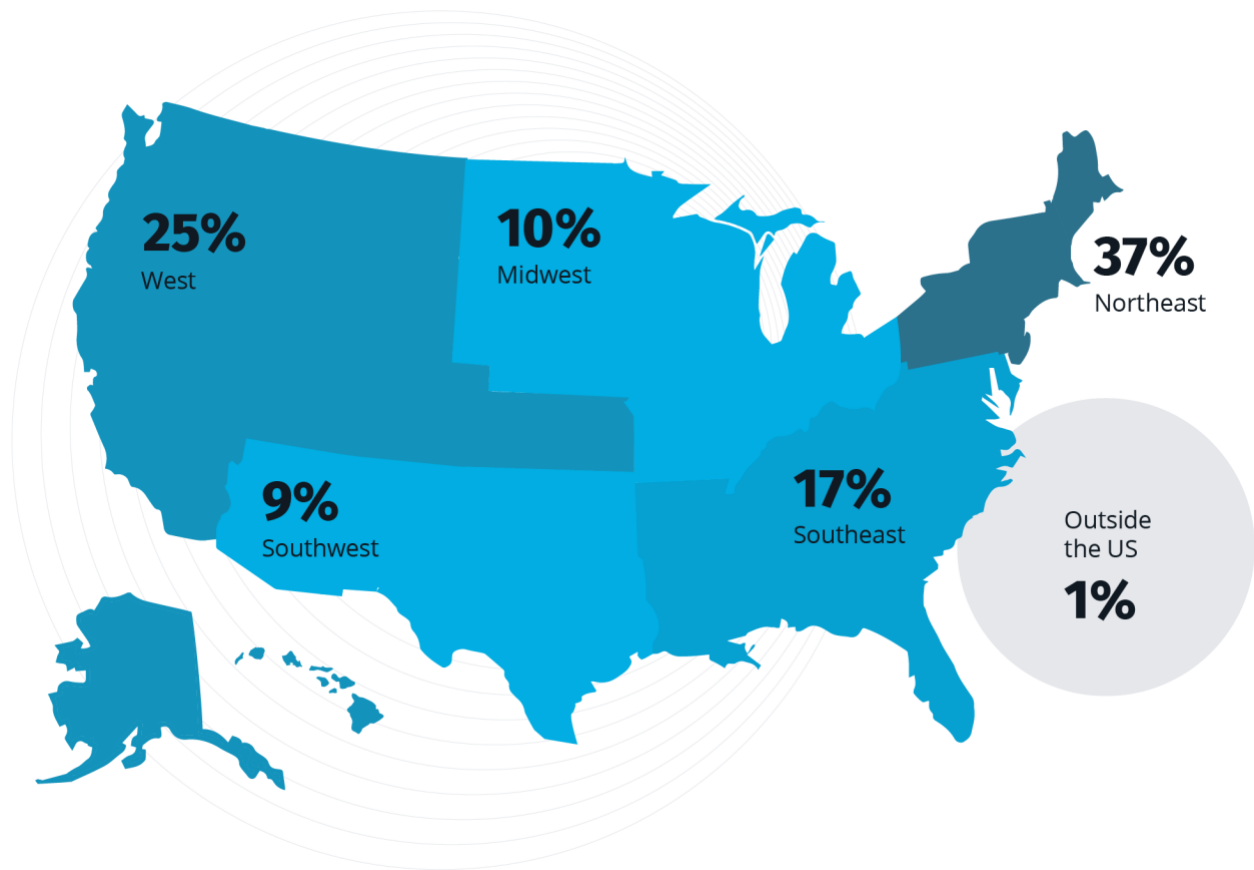 25%
West
10%
Midwest
37%
Northeast
9%
Southwest
17%
Southeast
Outside
the US
1%